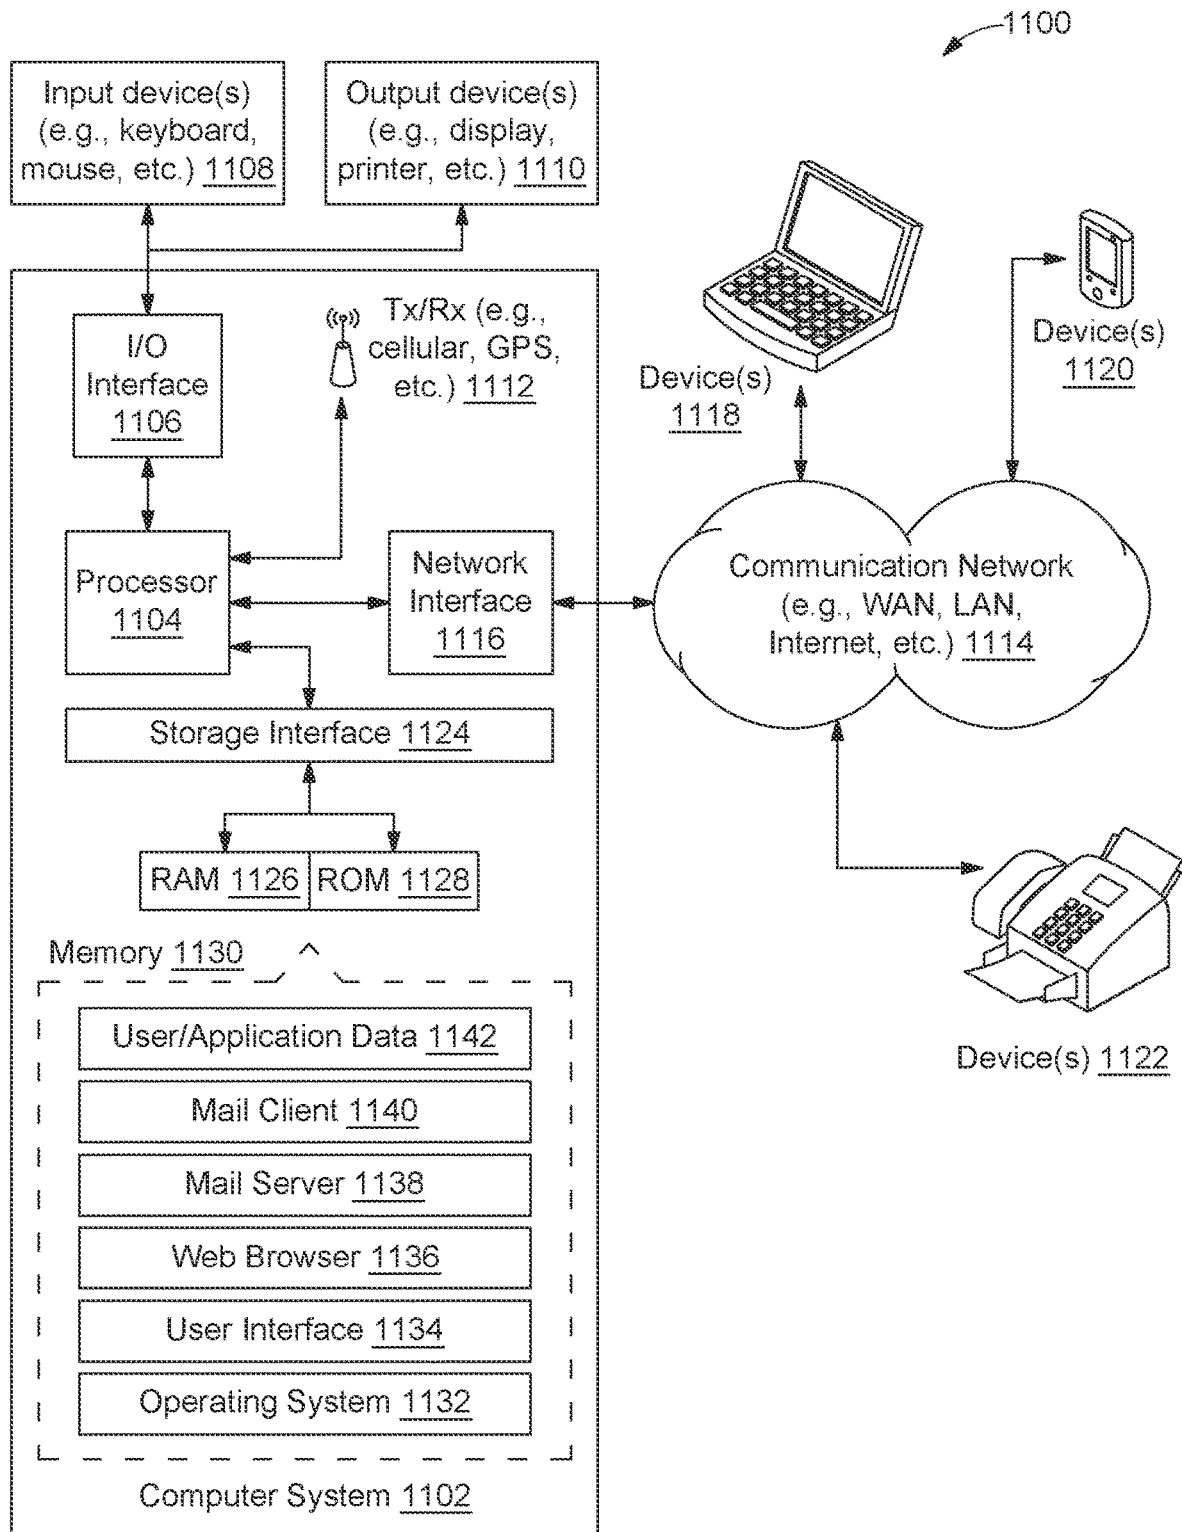 1100
Input device(s)
(e.g., keyboard,
mouse, etc.) 1108
Output device(s)
(e.g., display,
printer, etc.) 1110
I/O
Interface
1106
Tx/Rx (e.g.,
cellular, GPS,
etc.) 1112
Device(s)
1118
Device(s)
1120
Processor
1104
Network
Interface
1116
Communication Network
(e.g., WAN, LAN,
Internet, etc.) 1114
Storage Interface 1124
RAM 1126
ROM 1128
Memory 1130
User/Application Data 1142
Mail Client 1140
Mail Server 1138
Web Browser 1136
User Interface 1134
Operating System 1132
Computer System 1102
Device(s) 1122